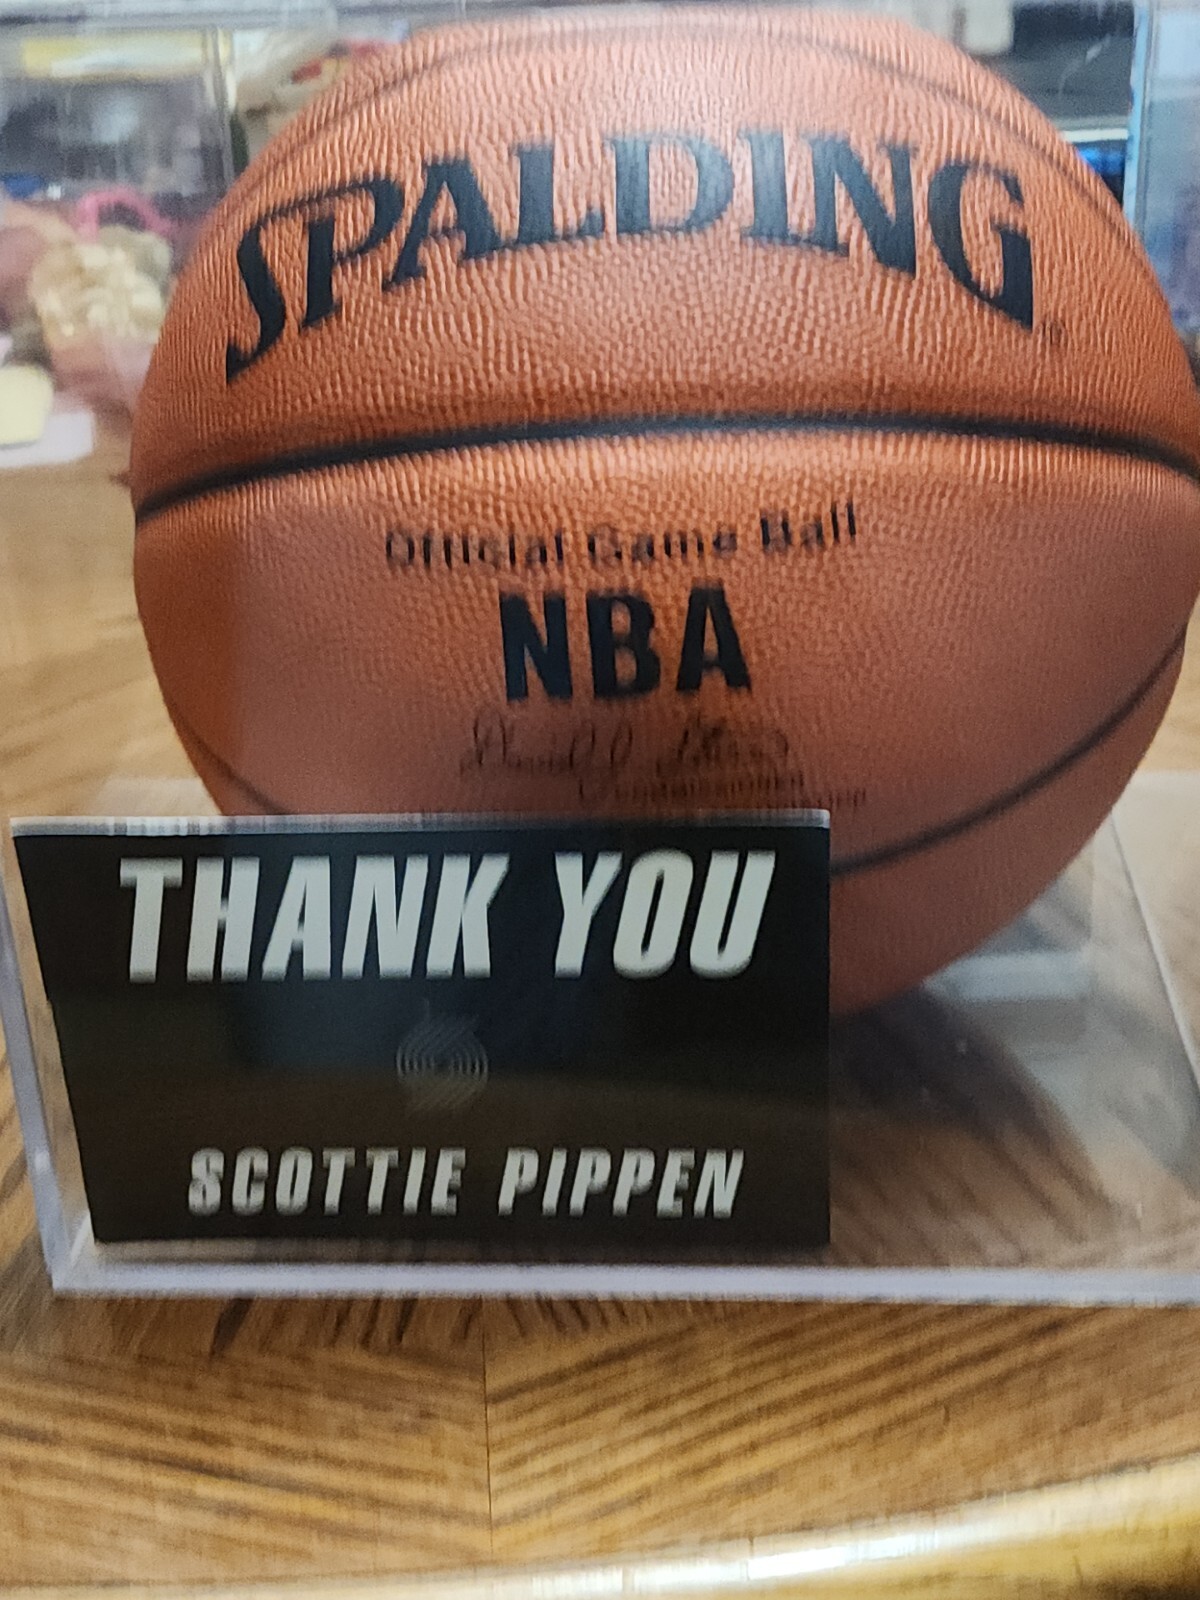 SPALDING®
Official Game Ball
NBA
THANK YOU
SCOTTIE PIPPEN